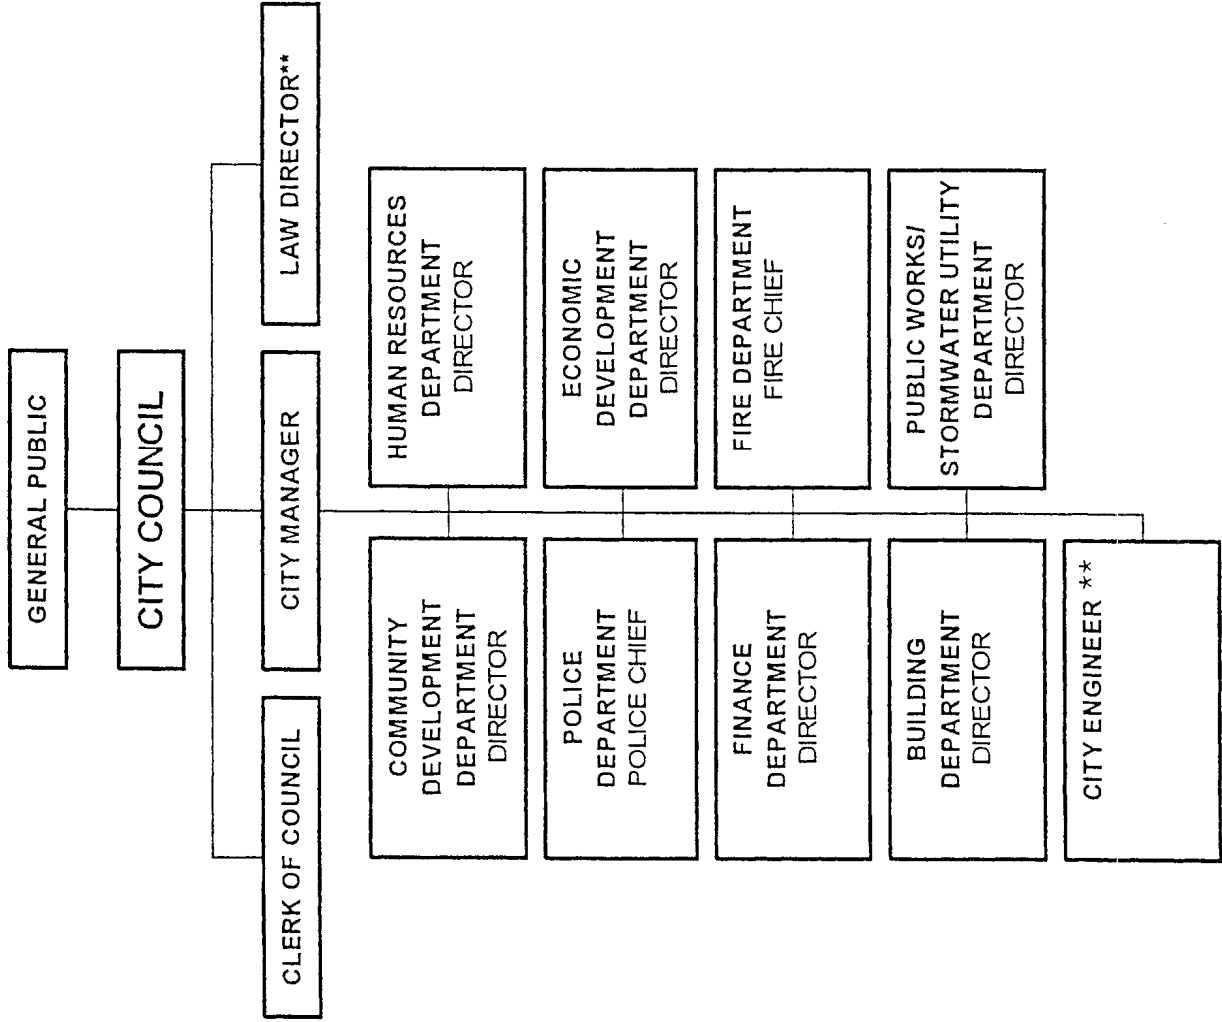 GENERAL PUBLIC
CITY COUNCIL
CLERK OF COUNCIL
CITY MANAGER
LAW DIRECTOR**
COMMUNITY
DEVELOPMENT
DEPARTMENT
DIRECTOR
HUMAN RESOURCES
DEPARTMENT
DIRECTOR
POLICE
DEPARTMENT
POLICE CHIEF
ECONOMIC
DEVELOPMENT
DEPARTMENT
DIRECTOR
FINANCE
DEPARTMENT
DIRECTOR
FIRE DEPARTMENT
FIRE CHIEF
BUILDING
DEPARTMENT
DIRECTOR
PUBLIC WORKS/
STORMWATER UTILITY
DEPARTMENT
DIRECTOR
CITY ENGINEER **